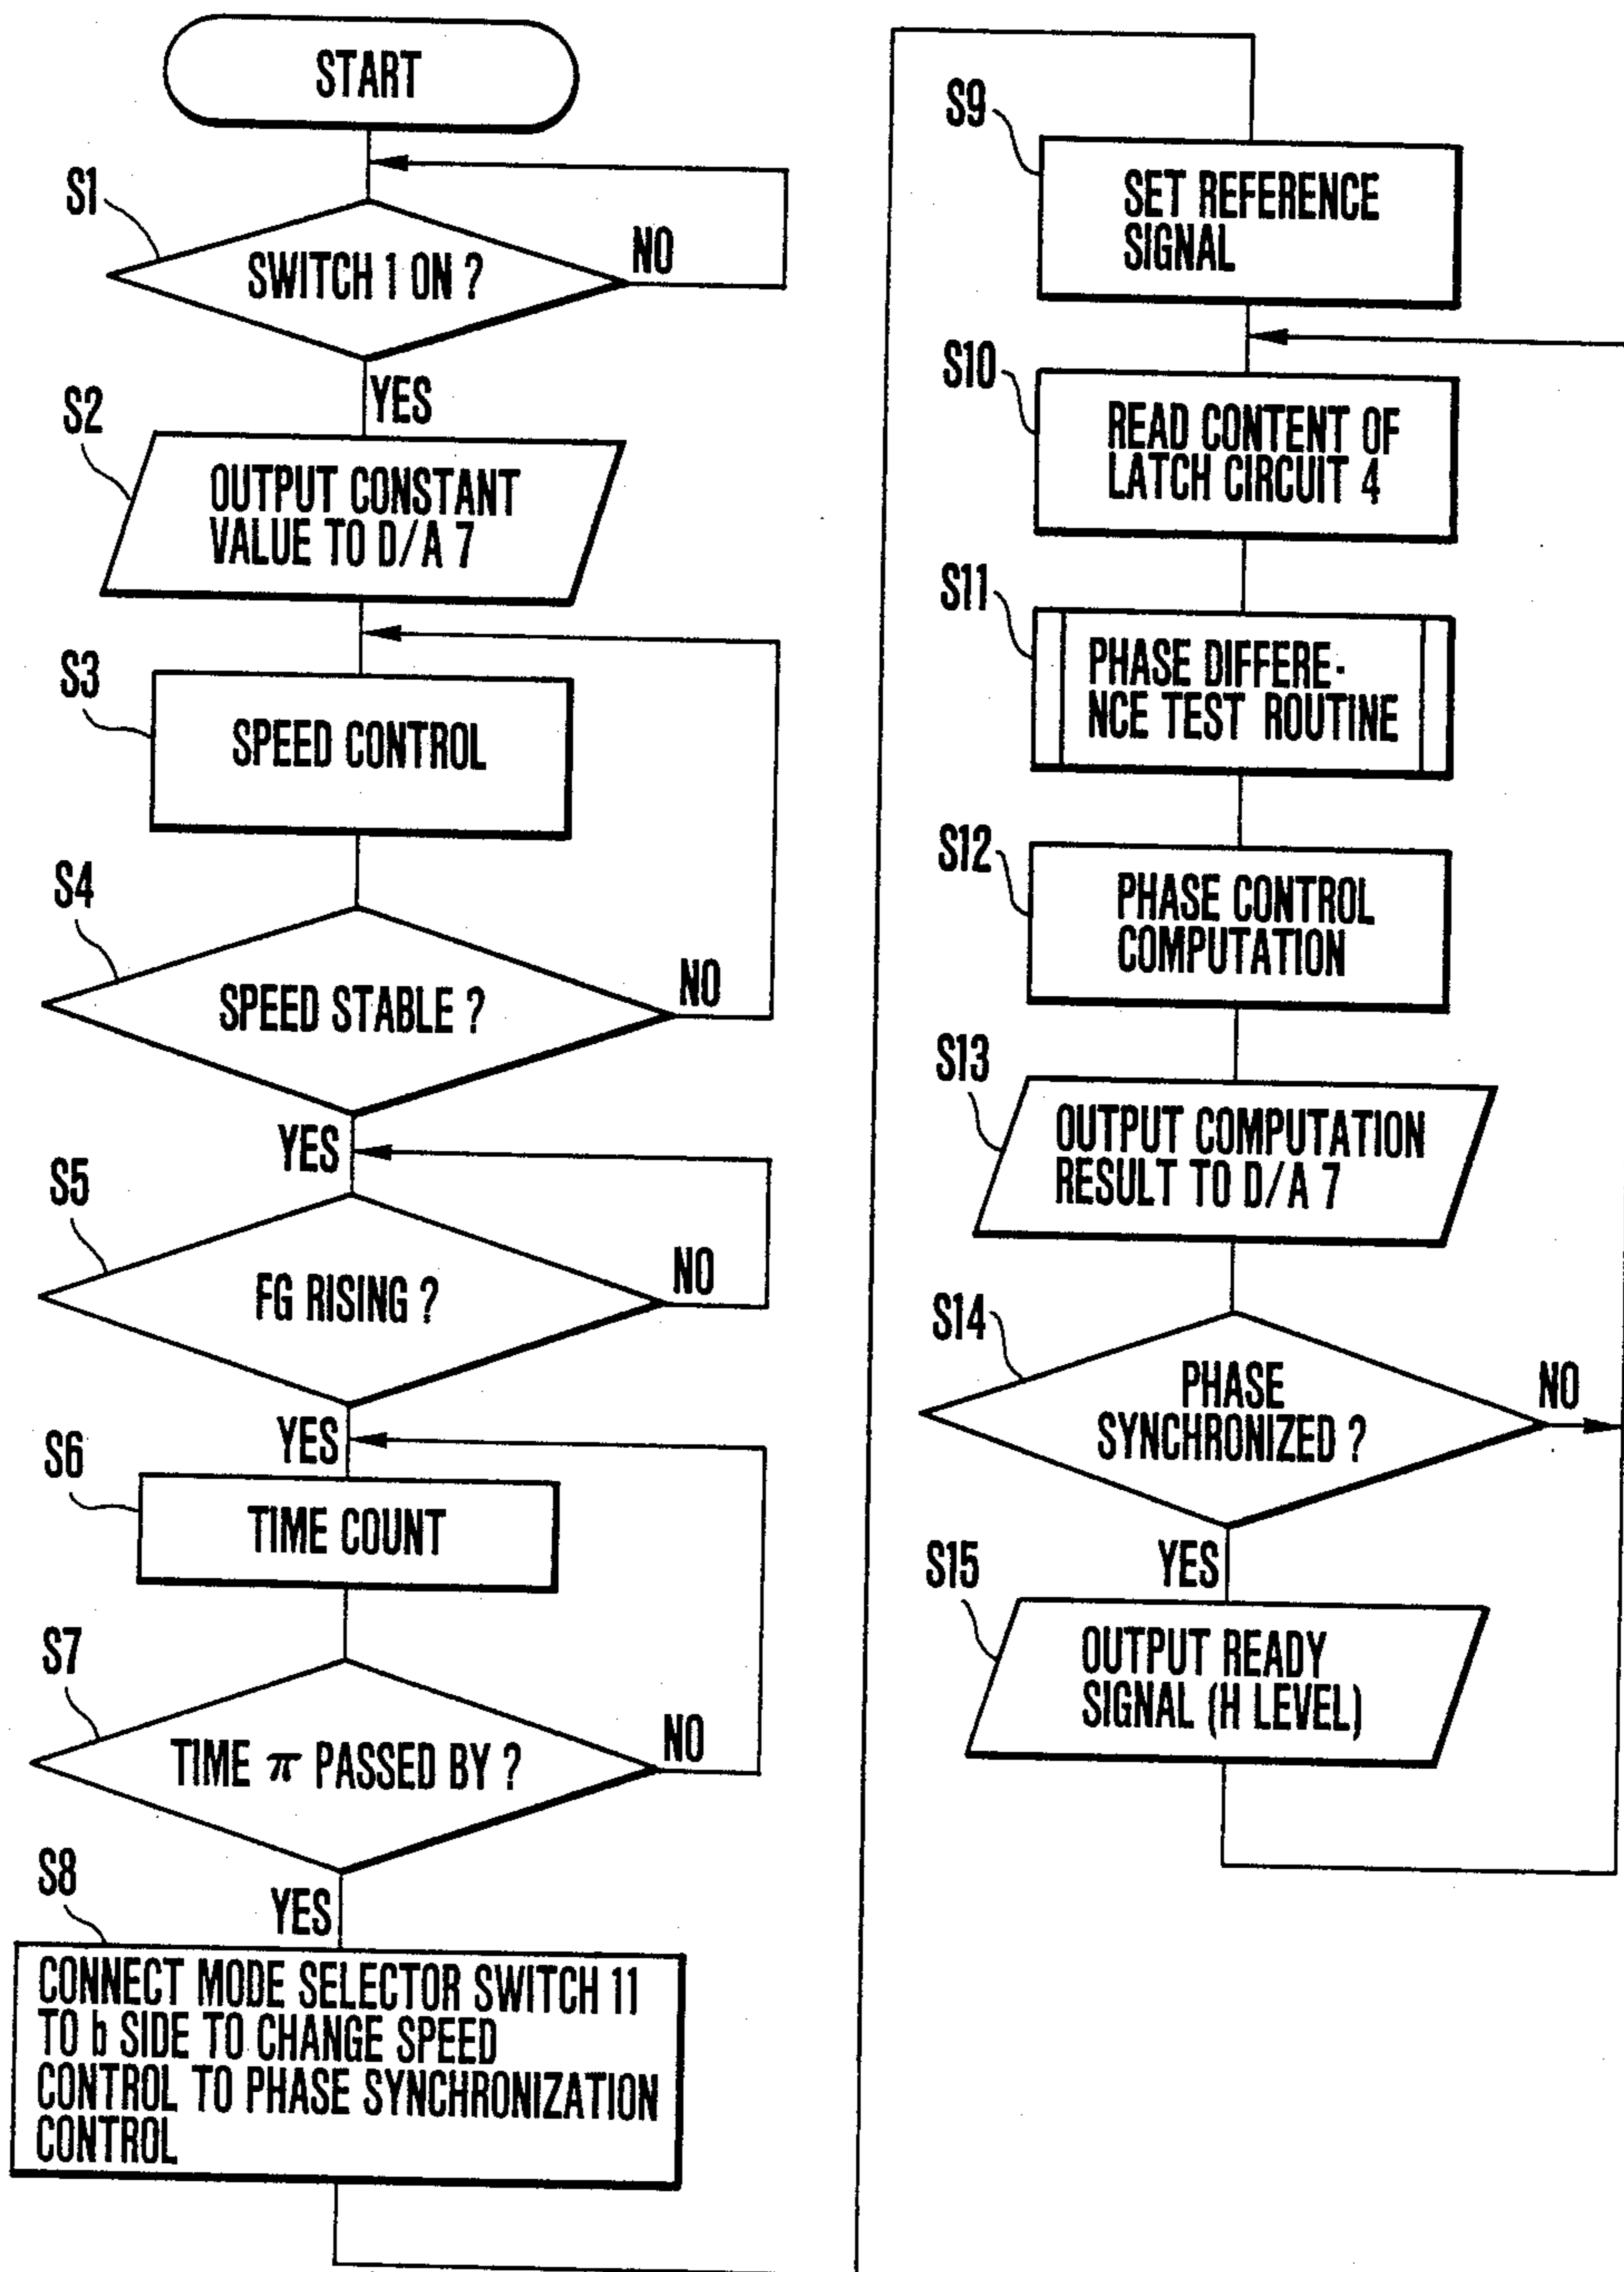 START
S1
SWITCH 1 ON ?
NO
YES
S2
OUTPUT CONSTANT
VALUE TO D/A 7
S3
SPEED CONTROL
S4
SPEED STABLE ?
NO
YES
S5
FG RISING ?
NO
YES
S6
TIME COUNT
S7
TIME π PASSED BY ?
NO
YES
S8
CONNECT MODE SELECTOR SWITCH 11
TO b SIDE TO CHANGE SPEED
CONTROL TO PHASE SYNCHRONIZATION
CONTROL
S9
SET REFERENCE
SIGNAL
S10
READ CONTENT OF
LATCH CIRCUIT 4
S11
PHASE DIFFERE-
NCE TEST ROUTINE
S12
PHASE CONTROL
COMPUTATION
S13
OUTPUT COMPUTATION
RESULT TO D/A 7
S14
PHASE
SYNCHRONIZED ?
NO
YES
S15
OUTPUT READY
SIGNAL (H LEVEL)